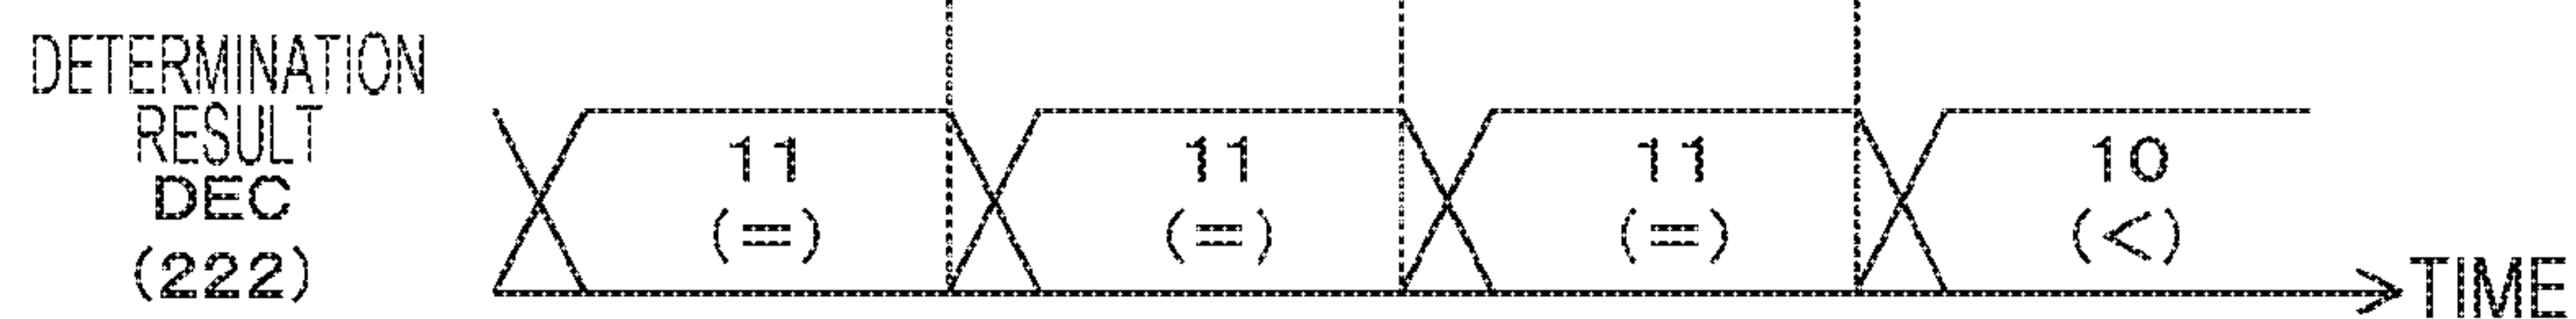 DETERMINATION
RESULT
DEC
(222)
11 11 11 10
(=) (=) (=) (<)
TIME